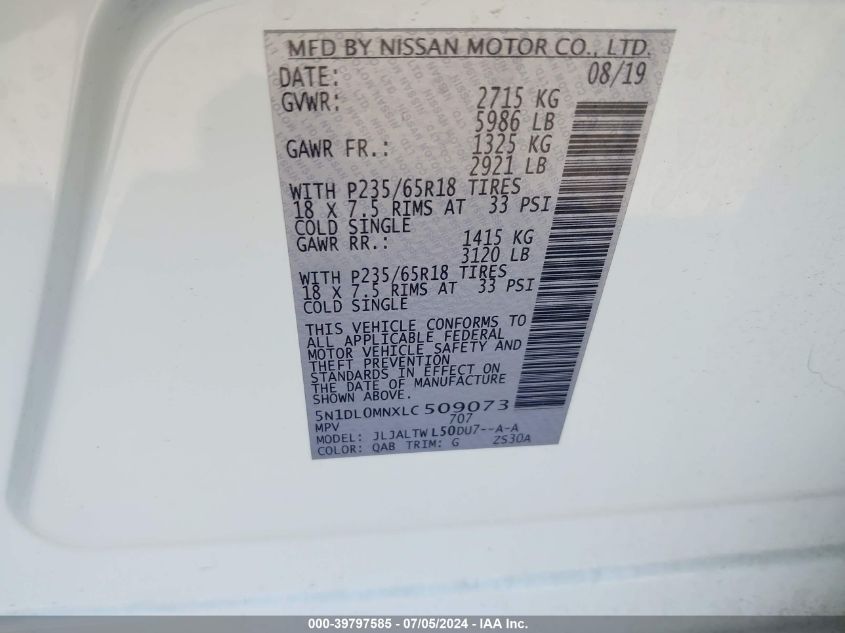 MFD BY NISSAN MOTOR CO., LTD.
DATE: 08/19
GVWR: 2715 KG
5986 LB
GAWR FR.: 1325 KG
2921 LB
WITH P235/65R18 TIRES
18 X 7.5 RIMS AT 33 PSI
COLD SINGLE
GAWR RR.: 1415 KG
3120 LB
WITH P235/65R18 TIRES
18 X 7.5 RIMS AT 33 PSI
COLD SINGLE
THIS VEHICLE CONFORMS TO
ALL APPLICABLE FEDERAL
MOTOR VEHICLE SAFETY AND
THEFT PREVENTION
STANDARDS IN EFFECT ON
THE DATE OF MANUFACTURE
SHOWN ABOVE.
5N1DL0MNXLC 509073
MPV 707
MODEL: JLJALTW L50DU7--A-A
COLOR: QAB TRIM: G ZS30A
000-39797585 - 07/05/2024 - IAA Inc.